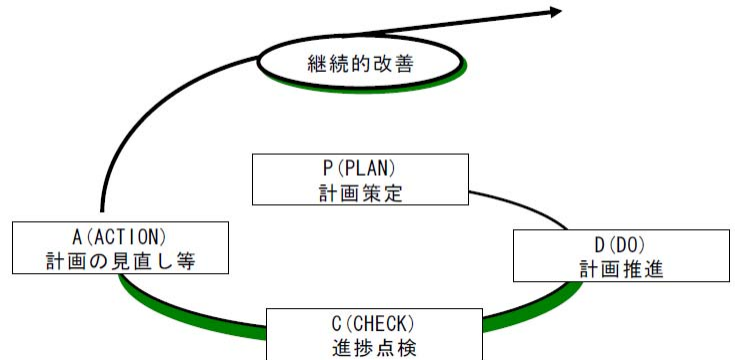 継続的改善
P(PLAN)
計画策定
A(ACTION)
計画の見直し等
D(DO)
計画推進
C(CHECK)
進捗点検